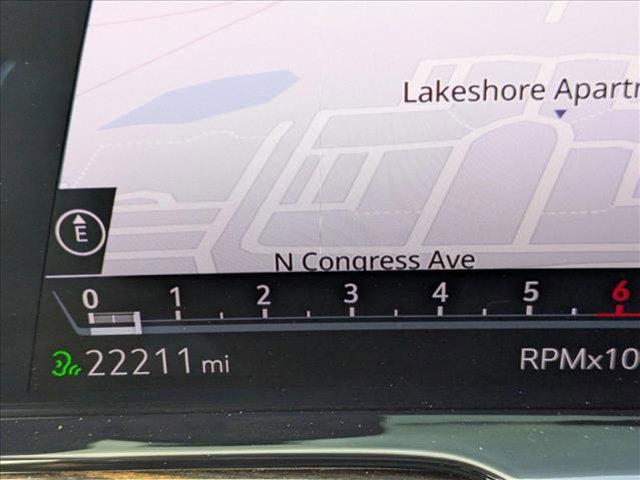 Lakeshore Apartm
E
N Congress Ave
0 1 2 3 4 5 6
22211 mi
RPMx10